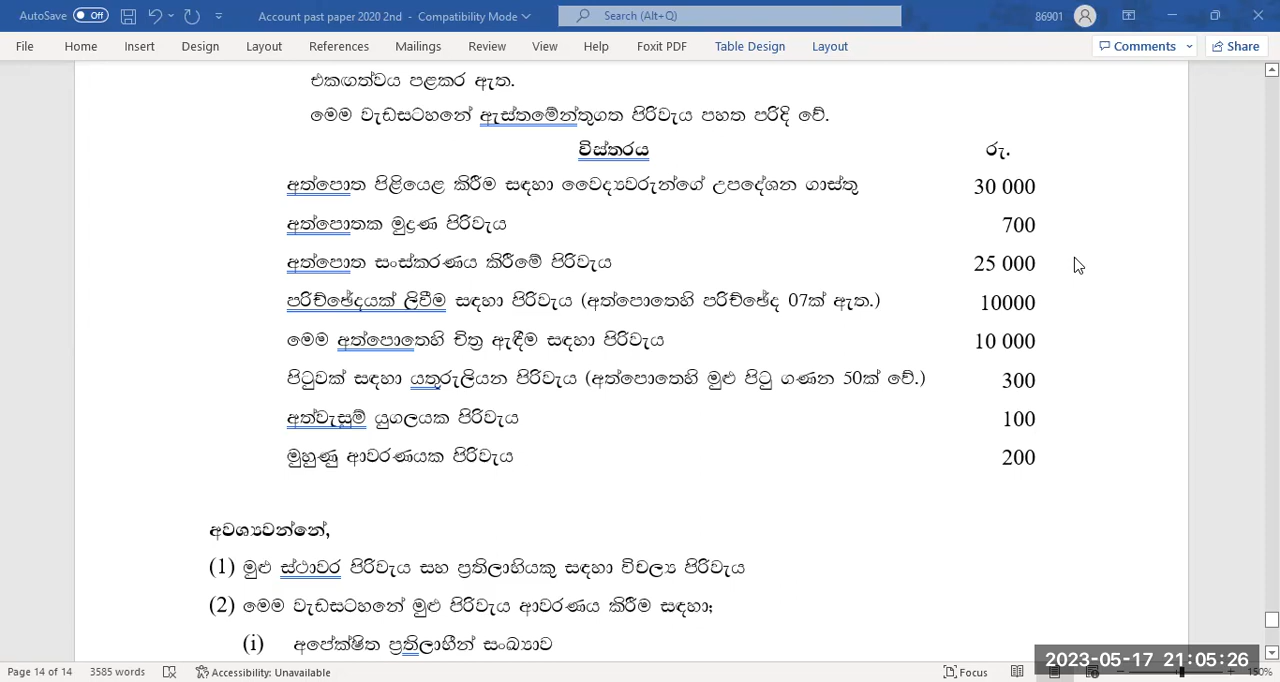 AutoSave Off Account past paper 2020 2nd - Compatibility Mode Search (Alt+Q) 86901
File Home Insert Design Layout References Mailings Review View Help Foxit PDF Table Design Layout Comments Share
එකඟත්වය පළකර ඇත.
මෙම වැඩසටහනේ ඇස්තමේන්තුගත පිරිවැය පහත පරිදි වේ.
විස්තරය රු.
අත්පොත පිළියෙළ කිරීම සඳහා වෛද්‍යවරුන්ගේ උපදේශන ගාස්තු 30 000
අත්පොතක මුද්‍රණ පිරිවැය 700
අත්පොත සංස්කරණය කිරීමේ පිරිවැය 25 000
පරිච්ඡේදයක් ලිවීම සඳහා පිරිවැය (අත්පොතෙහි පරිච්ඡේද 07ක් ඇත.) 10000
මෙම අත්පොතෙහි චිත්‍ර ඇඳීම සඳහා පිරිවැය 10 000
පිටුවක් සඳහා යතුරුලියන පිරිවැය (අත්පොතෙහි මුළු පිටු ගණන 50ක් වේ.) 300
අත්වැසුම් යුගලයක පිරිවැය 100
මුහුණු ආවරණයක පිරිවැය 200
අවශ්‍යවන්නේ,
(1) මුළු ස්ථාවර පිරිවැය සහ ප්‍රතිලාභියකු සඳහා විචල්‍ය පිරිවැය
(2) මෙම වැඩසටහනේ මුළු පිරිවැය ආවරණය කිරීම සඳහා;
(i) අපේක්ෂිත ප්‍රතිලාභීන් සංඛ්‍යාව
2023-05-17 21:05:26
Page 14 of 14 3589 words Accessibility: Unavailable Focus 150%